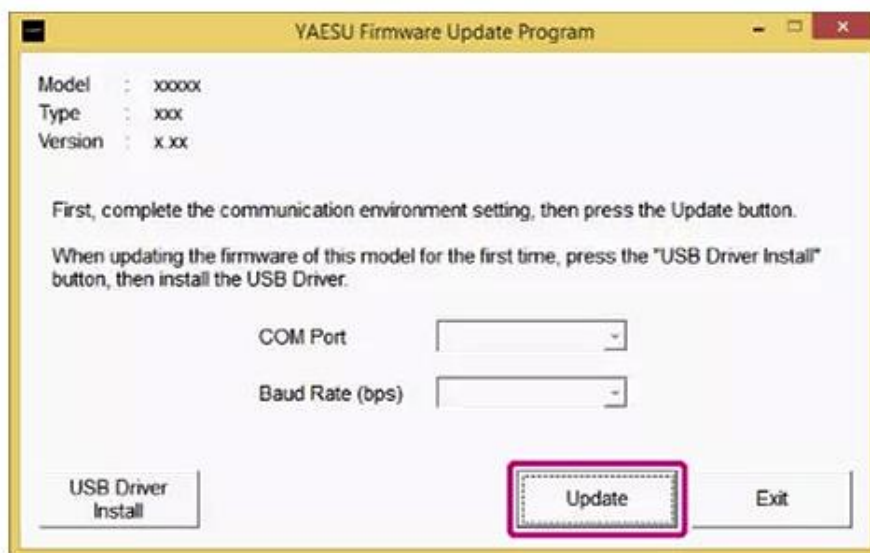 YAESU Firmware Update Program
Model : xxxxx
Type : xxx
Version : x.xx
First, complete the communication environment setting, then press the Update button.
When updating the firmware of this model for the first time, press the "USB Driver Install"
button, then install the USB Driver.
COM Port
Baud Rate (bps)
USB Driver
Install
Update
Exit